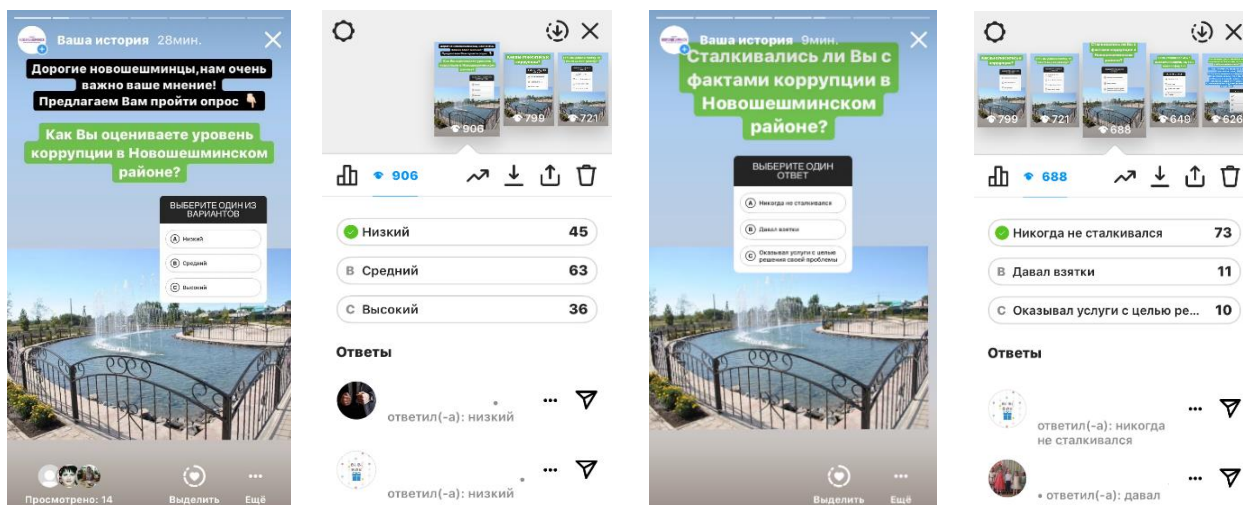 Ваша история 28мин.
Дорогие новошешминцы,нам очень
важно ваше мнение!
Предлагаем Вам пройти опрос 👇🏻
Как Вы оцениваете уровень
коррупции в Новошешминском
районе?
ВЫБЕРИТЕ ОДИН ИЗ
ВАРИАНТОВ
A Низкий
B Средний
C Высокий
Просмотрено: 14
Выделить
Ещё
906
799
721
906
Низкий 45
B Средний 63
C Высокий 36
Ответы
ответил(-а): низкий
ответил(-а): низкий
Ваша история 9мин.
Сталкивались ли Вы с
фактами коррупции в
Новошешминском
районе?
ВЫБЕРИТЕ ОДИН
ОТВЕТ
A Никогда не сталкивался
B Давал взятки
C Оказывал услуги с целью
решения своей проблемы
Выделить
Ещё
799
721
688
649
626
688
Никогда не сталкивался 73
B Давал взятки 11
C Оказывал услуги с целью ре... 10
Ответы
ответил(-а): никогда
не сталкивался
• ответил(-а): давал